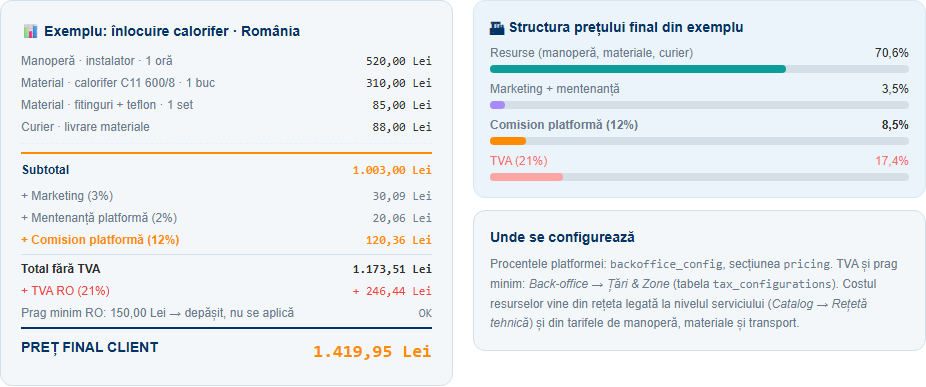 Exemplu: înlocuire calorifer · România
Manoperă · instalator · 1 oră 520,00 Lei
Material · calorifer C11 600/8 · 1 buc 310,00 Lei
Material · fitinguri + teflon · 1 set 85,00 Lei
Curier · livrare materiale 88,00 Lei
Subtotal 1.003,00 Lei
+ Marketing (3%) 30,09 Lei
+ Mentenanță platformă (2%) 20,06 Lei
+ Comision platformă (12%) 120,36 Lei
Total fără TVA 1.173,51 Lei
+ TVA RO (21%) + 246,44 Lei
Prag minim RO: 150,00 Lei → depășit, nu se aplică OK
PREȚ FINAL CLIENT 1.419,95 Lei
Structura prețului final din exemplu
Resurse (manoperă, materiale, curier) 70,6%
Marketing + mentenanță 3,5%
Comision platformă (12%) 8,5%
TVA (21%) 17,4%
Unde se configurează
Procentele platformei: backoffice_config, secțiunea pricing. TVA și prag
minim: Back-office → Țări & Zone (tabela tax_configurations). Costul
resurselor vine din rețeta legată la nivelul serviciului (Catalog → Rețetă
tehnică) și din tarifele de manoperă, materiale și transport.